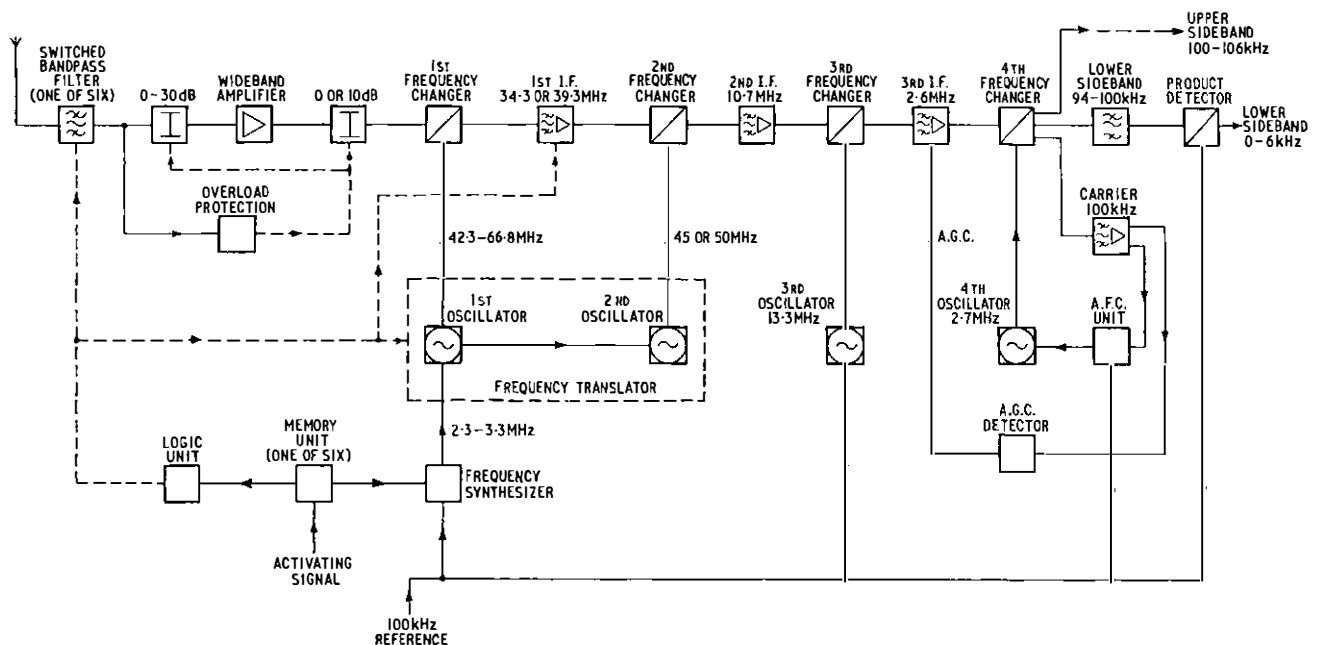 SWITCHED
BANDPASS
FILTER
(ONE OF SIX)
0-30dB
WIDEBAND
AMPLIFIER
0 OR 10dB
1ST
FREQUENCY
CHANGER
1ST I.F.
34·3 OR 39·3MHz
2ND
FREQUENCY
CHANGER
2ND I.F.
10·7MHz
3RD
FREQUENCY
CHANGER
3RD I.F.
2·6MHz
4TH
FREQUENCY
CHANGER
UPPER
SIDEBAND
100-106kHz
LOWER
SIDEBAND
94-100kHz
PRODUCT
DETECTOR
LOWER
SIDEBAND
0-6kHz
OVERLOAD
PROTECTION
42·3-66·8MHz
45 OR 50MHz
A.G.C.
CARRIER
100kHz
1ST
OSCILLATOR
2ND
OSCILLATOR
3RD
OSCILLATOR
13·3MHz
4TH
OSCILLATOR
2·7MHz
A.F.C.
UNIT
FREQUENCY TRANSLATOR
2·3-3·3MHz
A.G.C.
DETECTOR
LOGIC
UNIT
MEMORY
UNIT
(ONE OF SIX)
FREQUENCY
SYNTHESIZER
ACTIVATING
SIGNAL
100kHz
REFERENCE